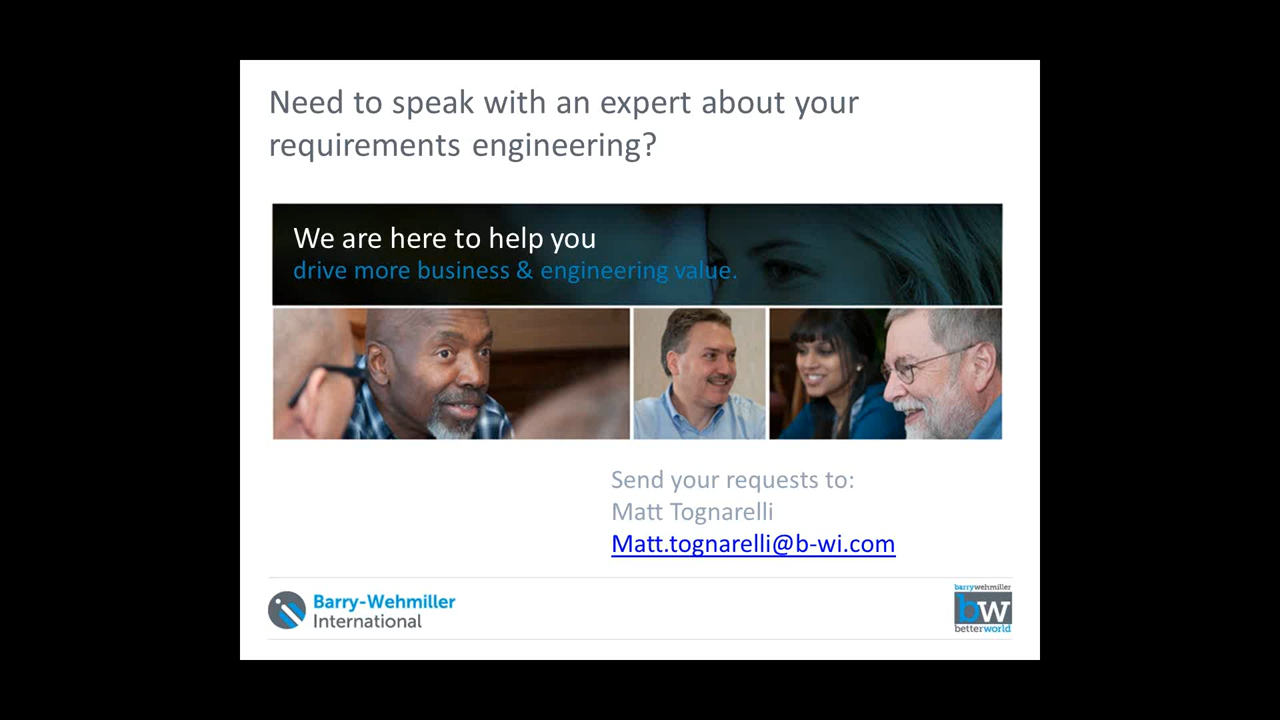 Need to speak with an expert about your
requirements engineering?
We are here to help you
drive more business & engineering value.
Send your requests to:
Matt Tognarelli
Matt.tognarelli@b-wi.com
Barry-Wehmiller
International
barrywehmiller
bw
betterworld